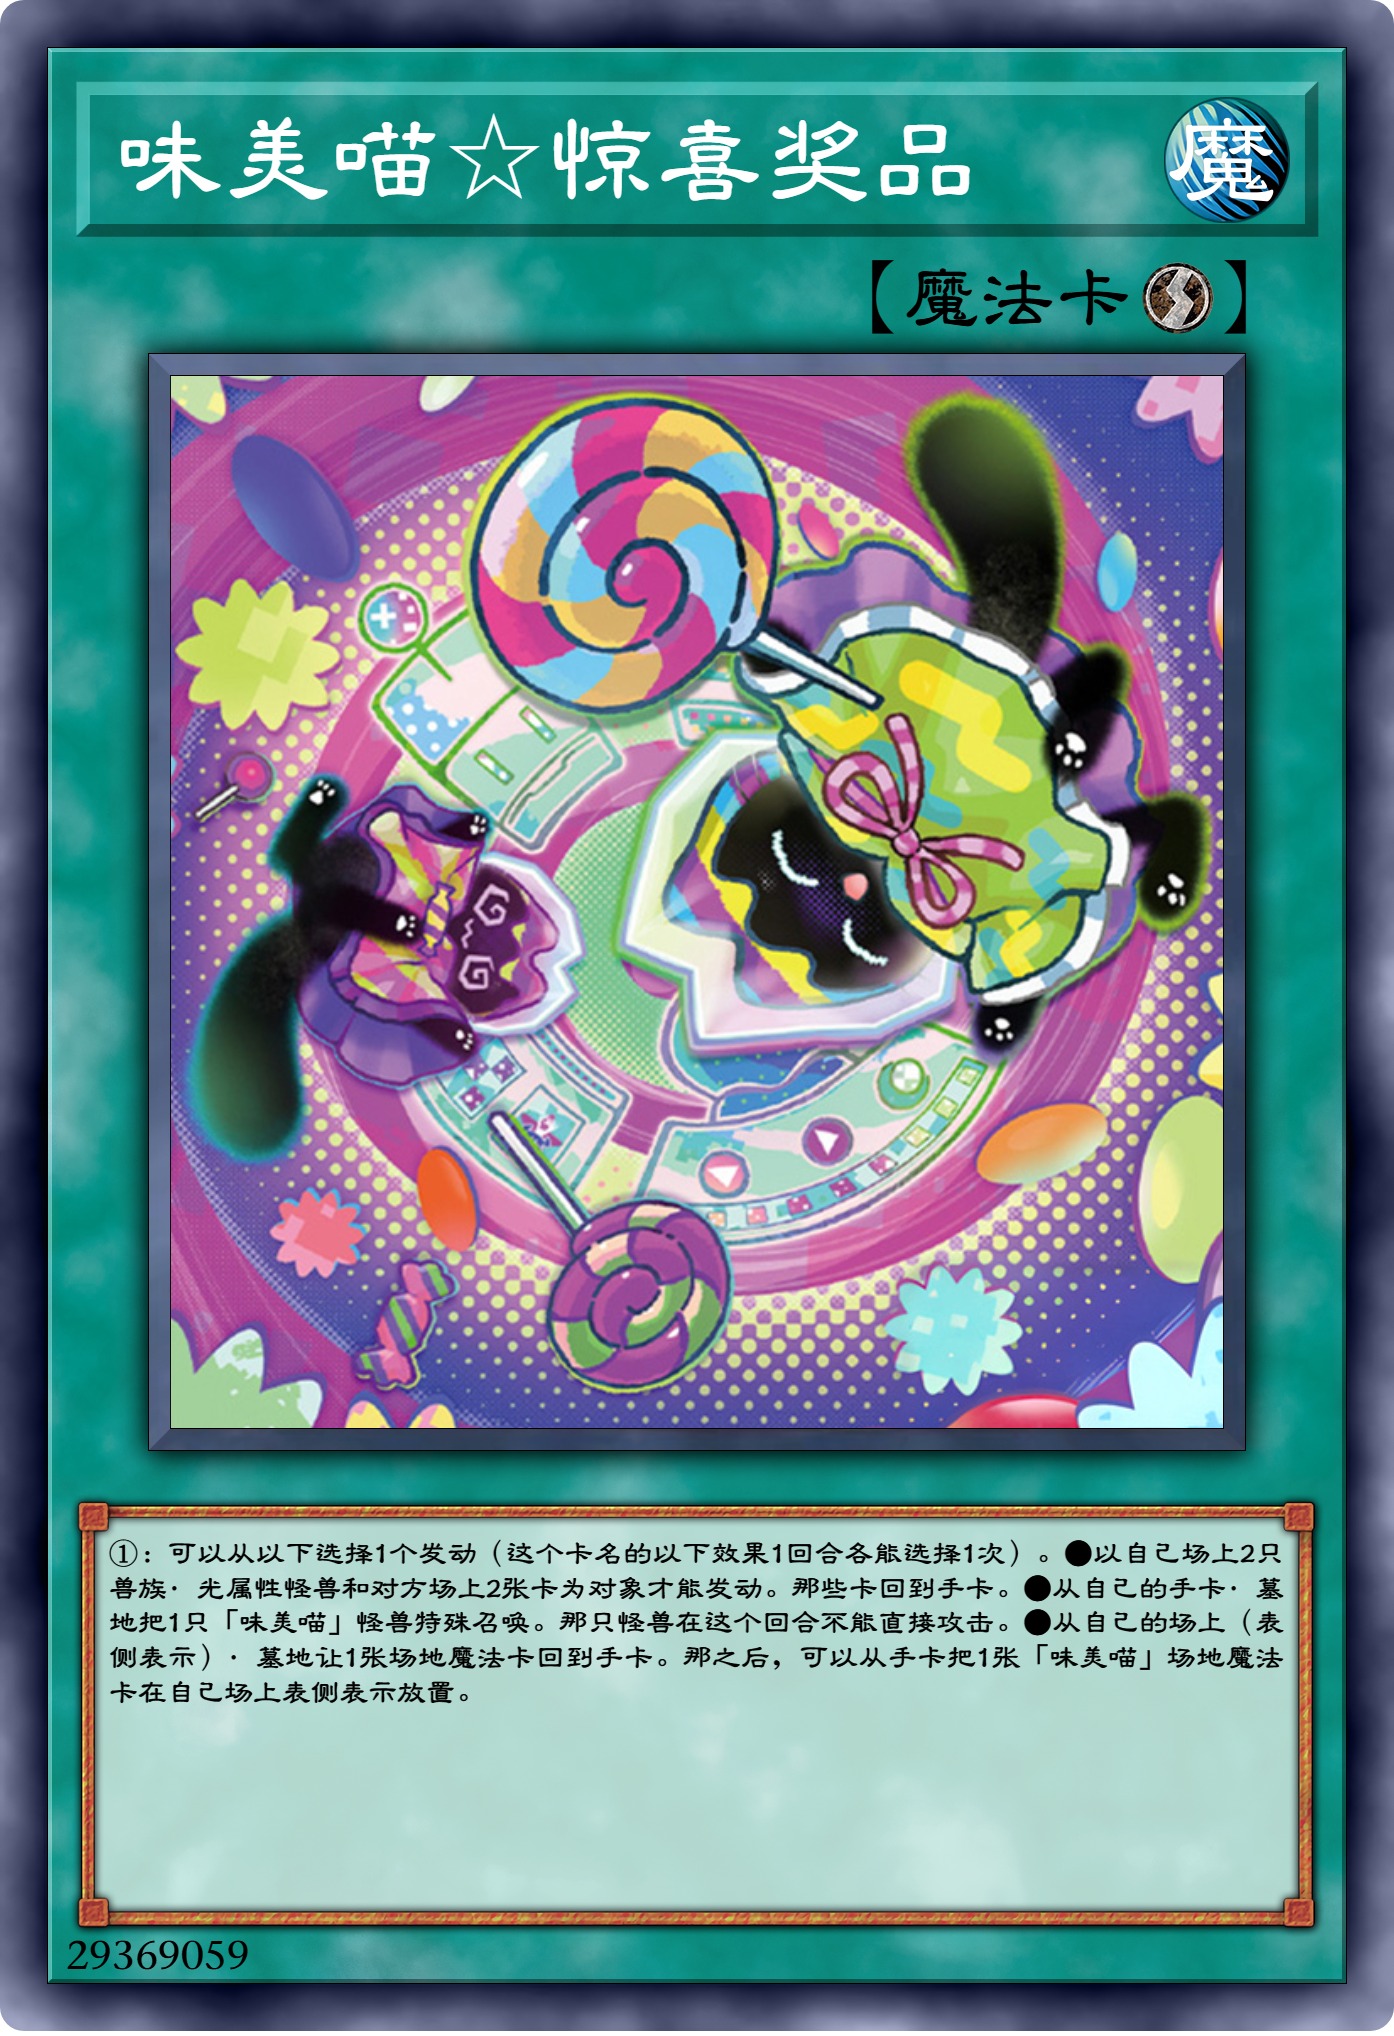 味美喵☆惊喜奖品
魔
【魔法卡】
①：可以从以下选择1个发动（这个卡名的以下效果1回合各能选择1次）。●以自己场上2只
兽族·光属性怪兽和对方场上2张卡为对象才能发动。那些卡回到手卡。●从自己的手卡·墓
地把1只「味美喵」怪兽特殊召唤。那只怪兽在这个回合不能直接攻击。●从自己的场上（表
侧表示）·墓地让1张场地魔法卡回到手卡。那之后，可以从手卡把1张「味美喵」场地魔法
卡在自己场上表侧表示放置。
29369059